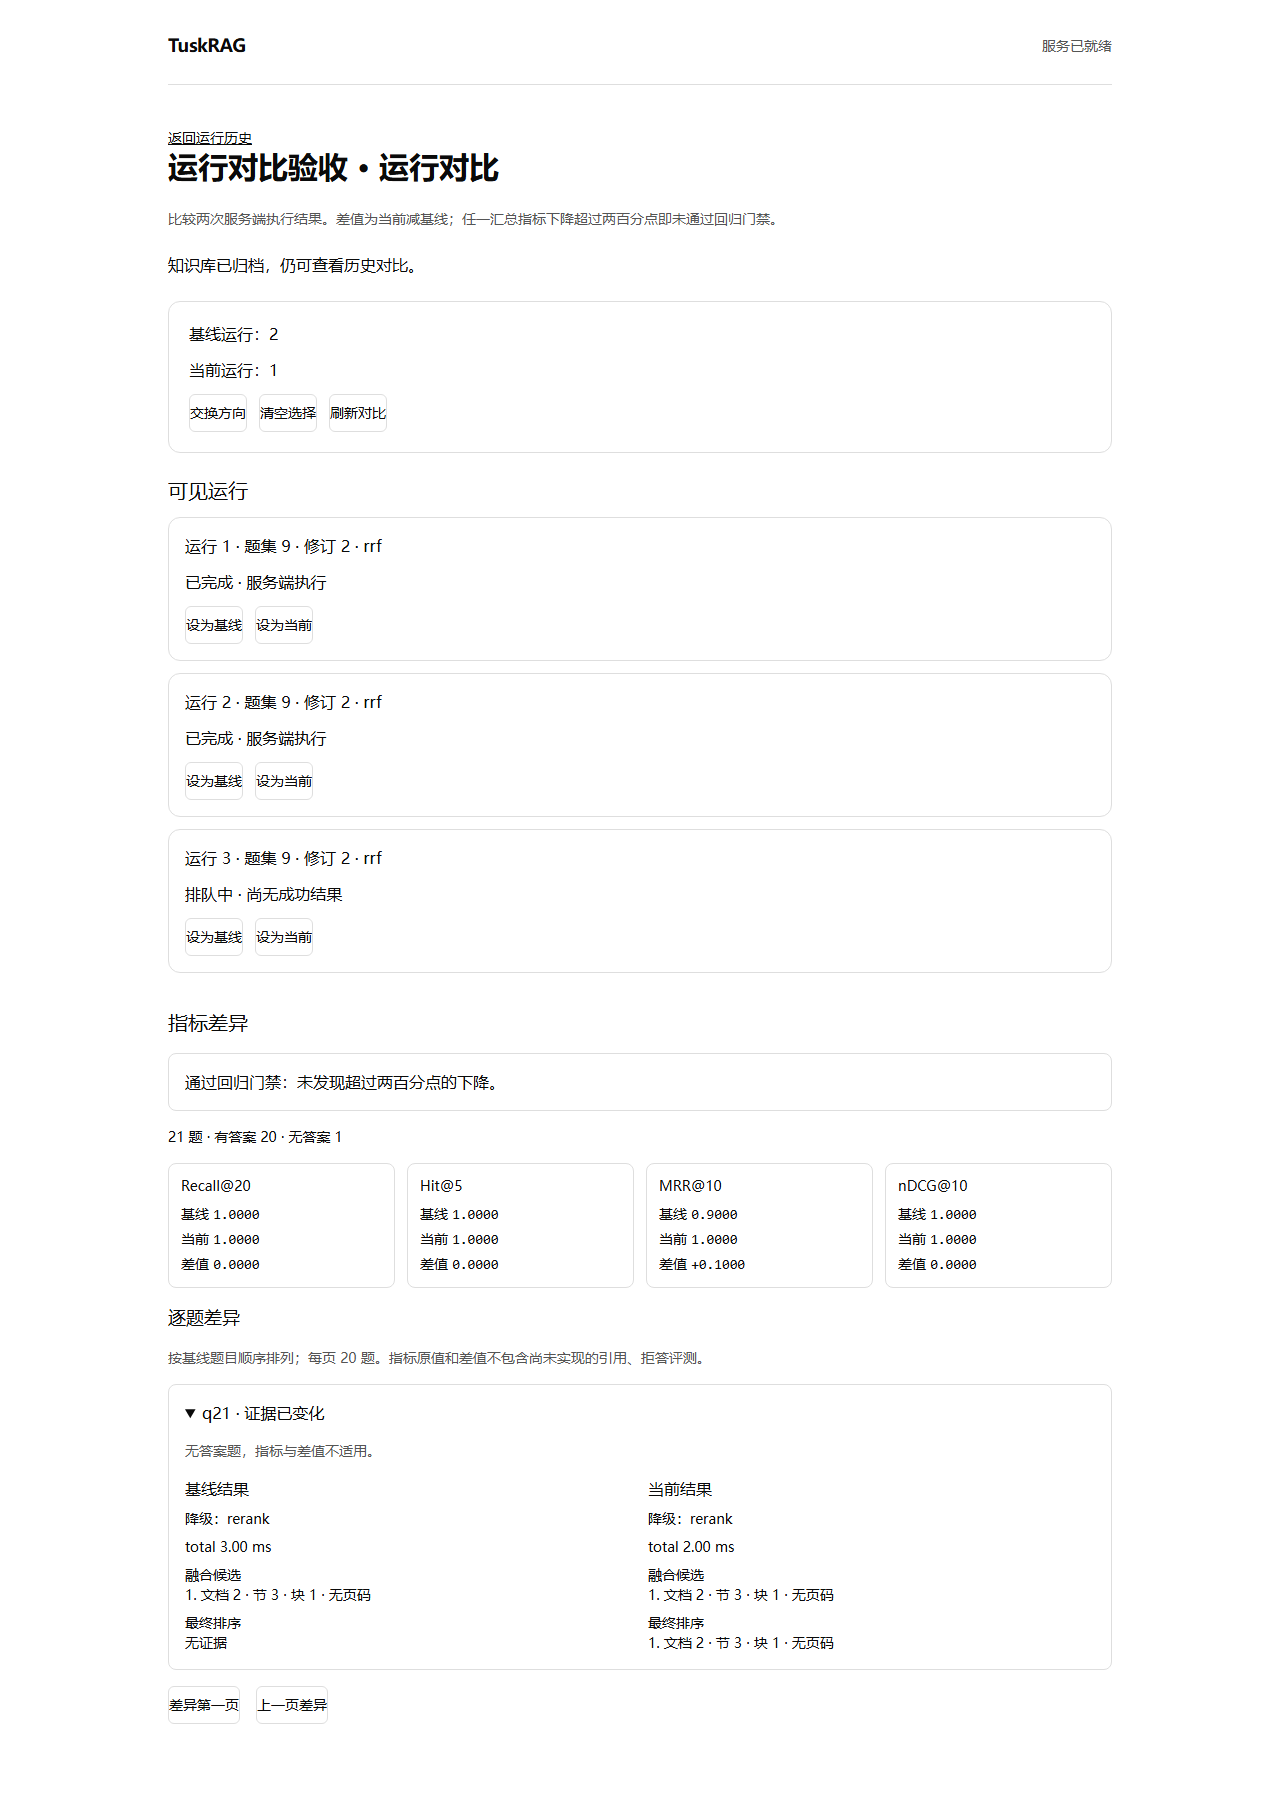 TuskRAG
服务已就绪
返回运行历史
运行对比验收 · 运行对比
比较两次服务端执行结果。差值为当前减基线；任一汇总指标下降超过两百分点即未通过回归门禁。
知识库已归档，仍可查看历史对比。
基线运行：2
当前运行：1
交换方向 清空选择 刷新对比
可见运行
运行 1 · 题集 9 · 修订 2 · rrf
已完成 · 服务端执行
设为基线 设为当前
运行 2 · 题集 9 · 修订 2 · rrf
已完成 · 服务端执行
设为基线 设为当前
运行 3 · 题集 9 · 修订 2 · rrf
排队中 · 尚无成功结果
设为基线 设为当前
指标差异
通过回归门禁：未发现超过两百分点的下降。
21 题 · 有答案 20 · 无答案 1
Recall@20
基线 1.0000
当前 1.0000
差值 0.0000
Hit@5
基线 1.0000
当前 1.0000
差值 0.0000
MRR@10
基线 0.9000
当前 1.0000
差值 +0.1000
nDCG@10
基线 1.0000
当前 1.0000
差值 0.0000
逐题差异
按基线题目顺序排列；每页 20 题。指标原值和差值不包含尚未实现的引用、拒答评测。
▼ q21 · 证据已变化
无答案题，指标与差值不适用。
基线结果
降级：rerank
total 3.00 ms
融合候选
1. 文档 2 · 节 3 · 块 1 · 无页码
最终排序
无证据
当前结果
降级：rerank
total 2.00 ms
融合候选
1. 文档 2 · 节 3 · 块 1 · 无页码
最终排序
1. 文档 2 · 节 3 · 块 1 · 无页码
差异第一页 上一页差异